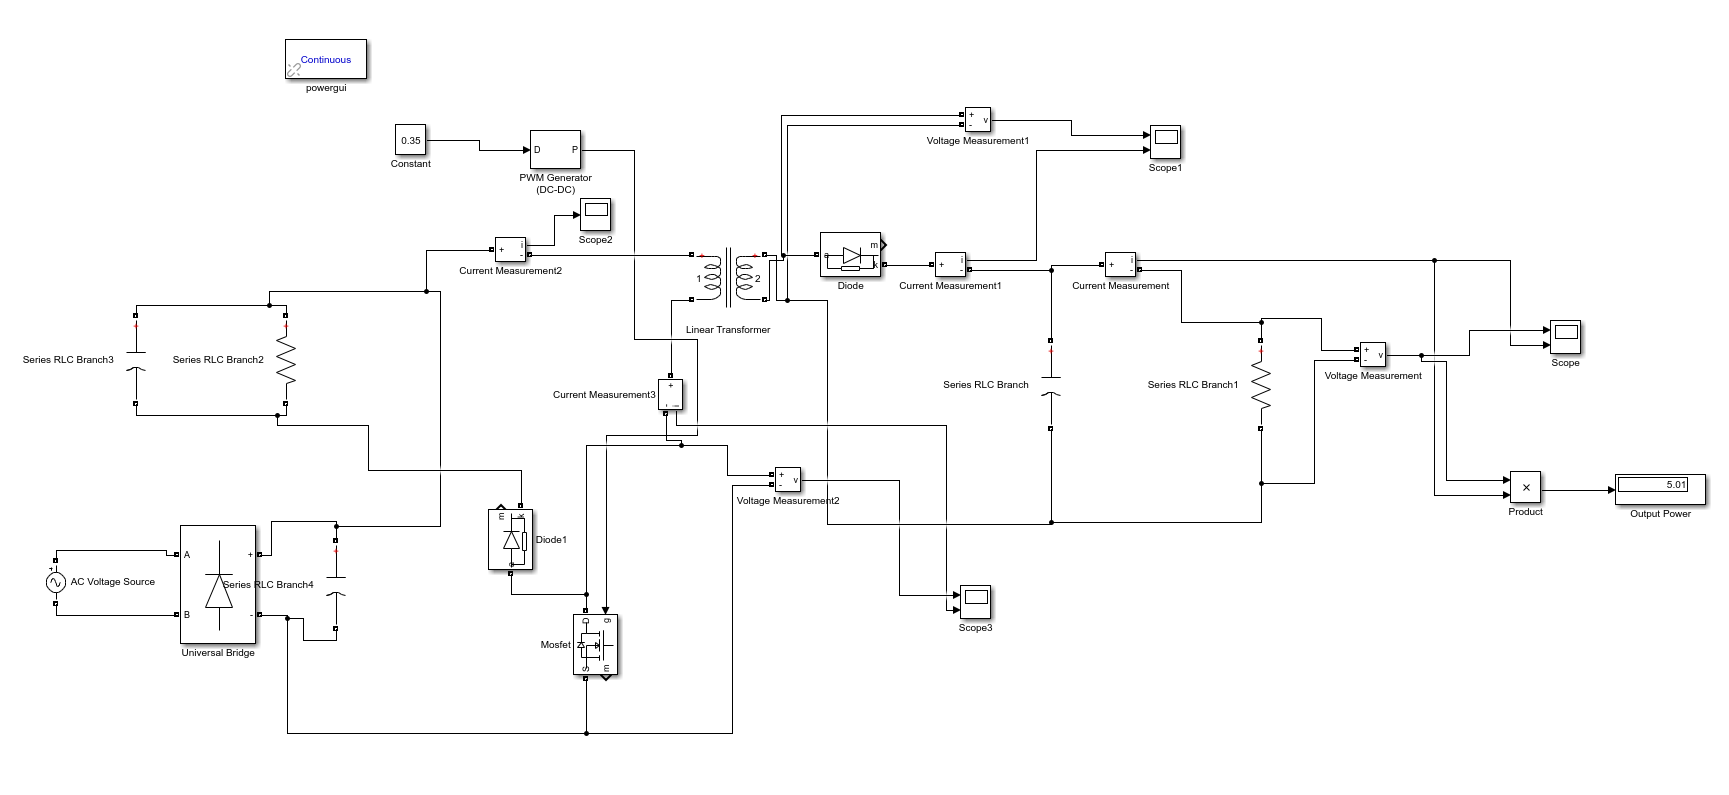 Continuous
powergui
0.35
Constant
D
P
PWM Generator
(DC-DC)
+
-
v
Voltage Measurement1
Scope1
Scope2
+
i
-
Current Measurement2
1
2
Linear Transformer
m
a
k
Diode
+
i
-
Current Measurement1
+
i
-
Current Measurement
Series RLC Branch3
Series RLC Branch2
Series RLC Branch
Series RLC Branch1
+
-
v
Voltage Measurement
Scope
+
-
i
Current Measurement3
+
-
v
Voltage Measurement2
×
Product
5.01
Output Power
m
k
a
Diode1
AC Voltage Source
A
B
+
-
Universal Bridge
Series RLC Branch4
D
g
S
m
Mosfet
Scope3